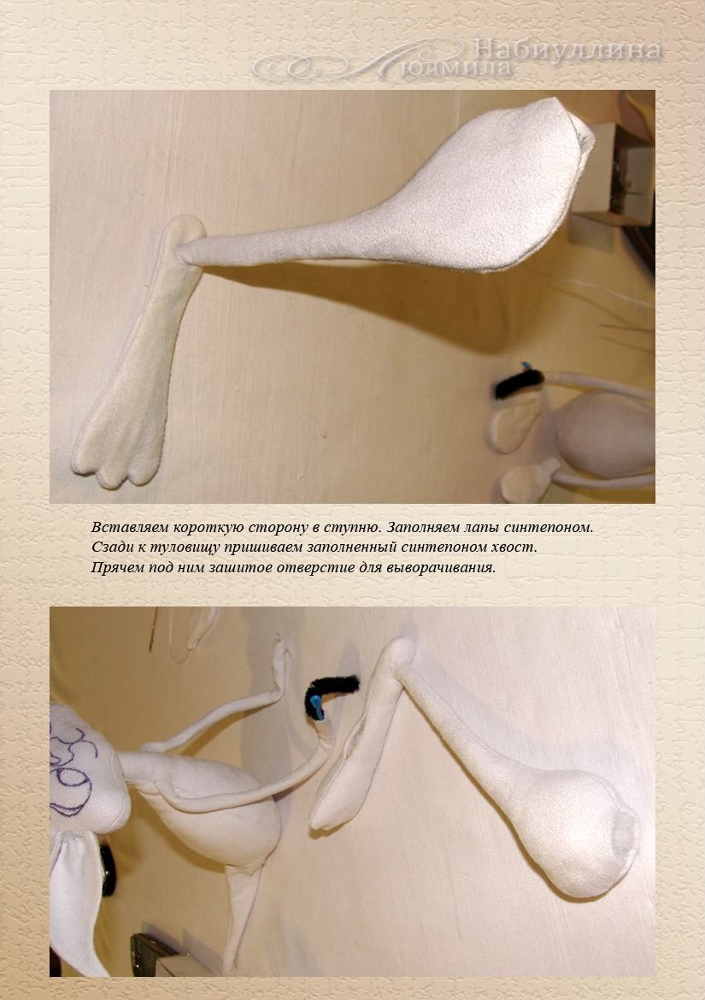 Набиуллина
Людмила
Вставляем короткую сторону в ступню. Заполняем лапы синтепоном.
Сзади к туловищу пришиваем заполненный синтепоном хвост.
Прячем под ним зашитое отверстие для выворачивания.